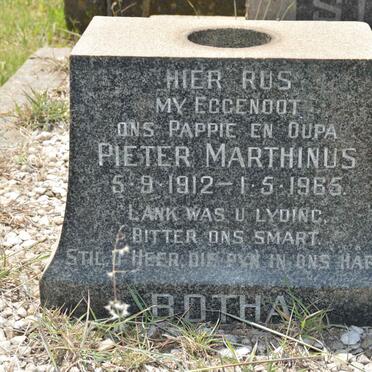 HIER RUS
MY EGGENOOT
ONS PAPPIE EN OUPA
PIETER MARTHINUS
5·9·1912–1·5·1965.
LANK WAS U LYDING,
BITTER ONS SMART.
STIL HEER, DIE PYN IN ONS HAR
BOTHA